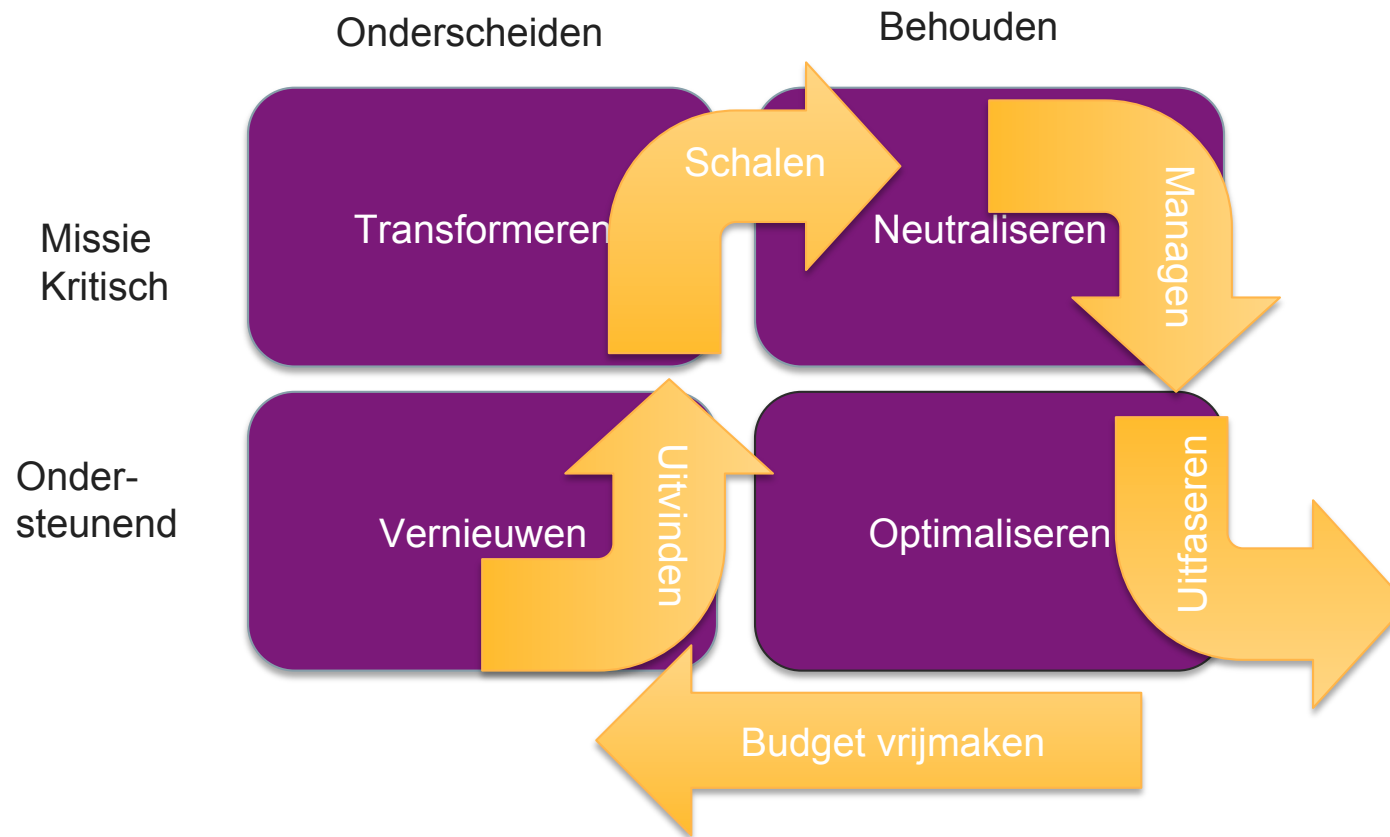 Onderscheiden
Behouden
Missie
Kritisch
Transformeren
Schalen
Neutraliseren
Managen
Onder-
steunend
Vernieuwen
Uitvinden
Optimaliseren
Uitfaseren
Budget vrijmaken